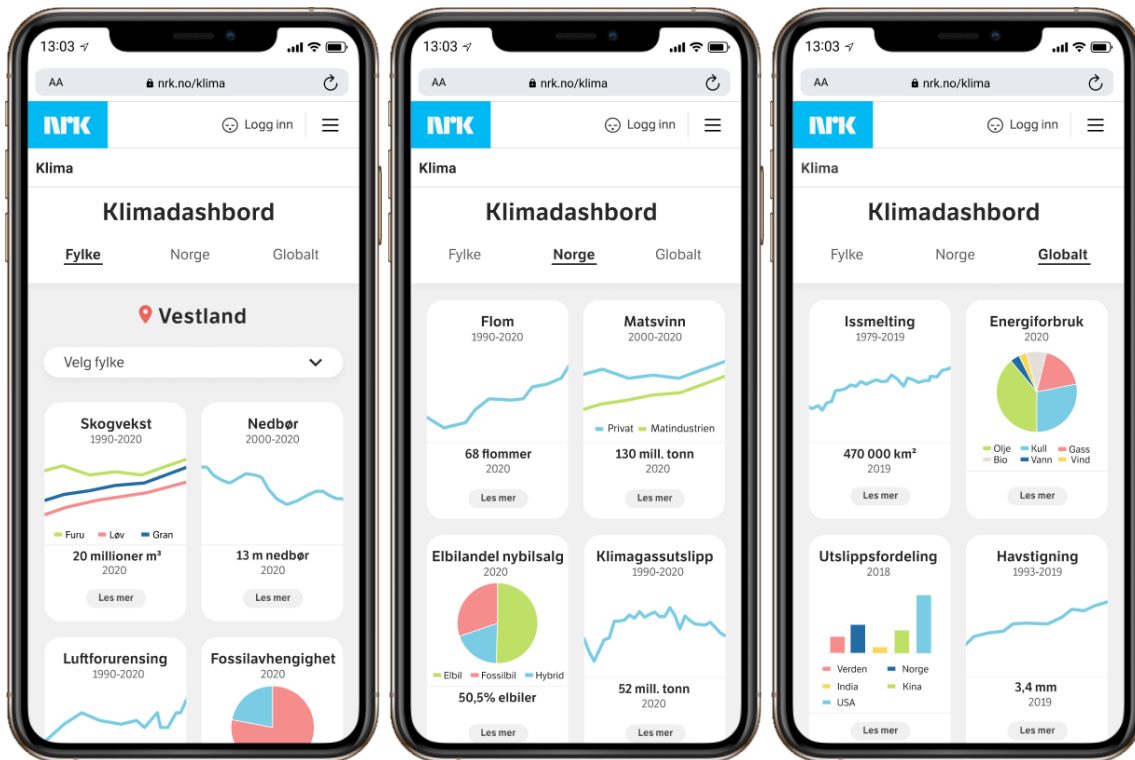 13:03
AA
nrk.no/klima
NRK
Logg inn
Klima
Klimadashbord
Fylke Norge Globalt
Vestland
Velg fylke
Skogvekst
1990-2020
Furu Løv Gran
20 millioner m³
2020
Les mer
Nedbør
2000-2020
13 m nedbør
2020
Les mer
Luftforurensing
1990-2020
Fossilavhengighet
2020
13:03
AA
nrk.no/klima
NRK
Logg inn
Klima
Klimadashbord
Fylke Norge Globalt
Flom
1990-2020
68 flommer
2020
Les mer
Matsvinn
2000-2020
Privat Matindustrien
130 mill. tonn
2020
Les mer
Elbilandel nybilsalg
2020
Elbil Fossilbil Hybrid
50,5% elbiler
Les mer
Klimagassutslipp
1990-2020
52 mill. tonn
2020
Les mer
13:03
AA
nrk.no/klima
NRK
Logg inn
Klima
Klimadashbord
Fylke Norge Globalt
Issmelting
1979-2019
470 000 km²
2019
Les mer
Energiforbruk
2020
Olje Kull Gass
Bio Vann Vind
Les mer
Utslippsfordeling
2018
Verden Norge
India Kina
USA
Les mer
Havstigning
1993-2019
3,4 mm
2019
Les mer